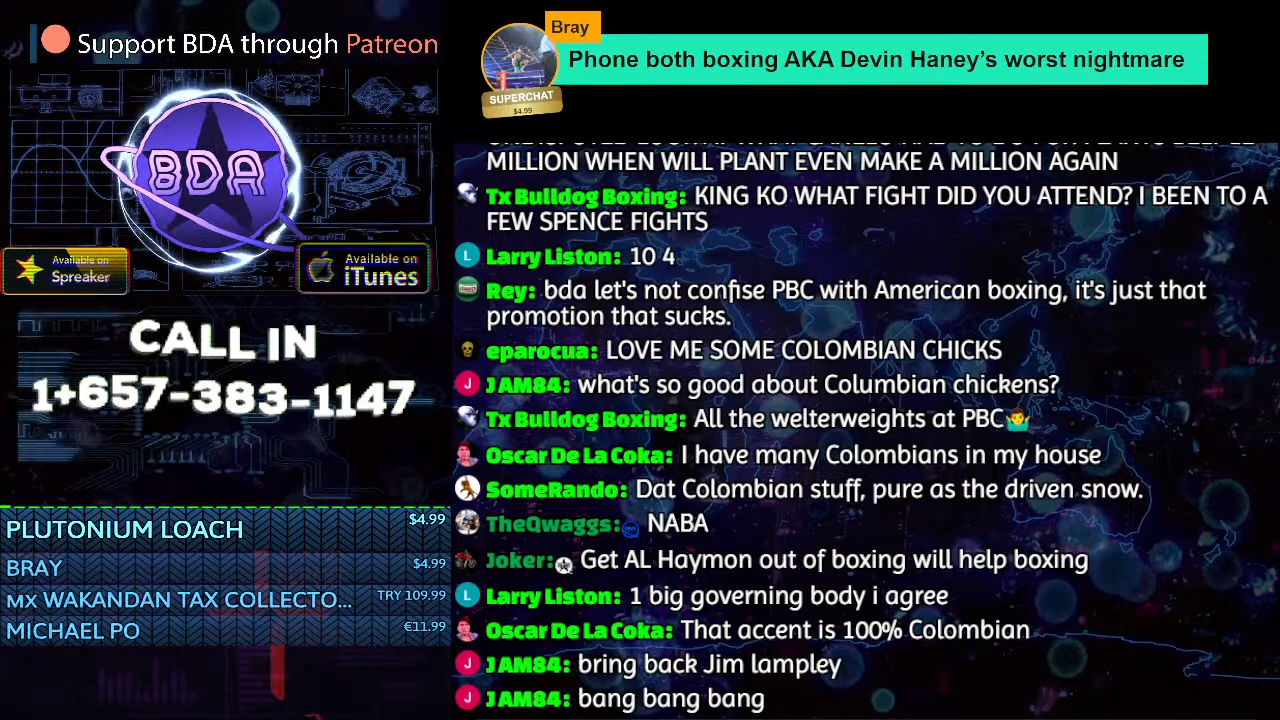 Support BDA through Patreon
BDA
Available on
Spreaker
Available on
iTunes
CALL IN
1+657-383-1147
PLUTONIUM LOACH $4.99
BRAY $4.99
MX WAKANDAN TAX COLLECTO... TRY 109.99
MICHAEL PO €11.99
Bray
Phone both boxing AKA Devin Haney's worst nightmare
SUPERCHAT
$4.99
MILLION WHEN WILL PLANT EVEN MAKE A MILLION AGAIN
Tx Bulldog Boxing: KING KO WHAT FIGHT DID YOU ATTEND? I BEEN TO A
FEW SPENCE FIGHTS
L Larry Liston: 10 4
Rey: bda let's not confise PBC with American boxing, it's just that
promotion that sucks.
eparocua: LOVE ME SOME COLOMBIAN CHICKS
J J AM84: what's so good about Columbian chickens?
Tx Bulldog Boxing: All the welterweights at PBC🤷‍♂️
Oscar De La Coka: I have many Colombians in my house
SomeRando: Dat Colombian stuff, pure as the driven snow.
TheQwaggs: NABA
Joker: Get AL Haymon out of boxing will help boxing
L Larry Liston: 1 big governing body i agree
Oscar De La Coka: That accent is 100% Colombian
J J AM84: bring back Jim lampley
J J AM84: bang bang bang